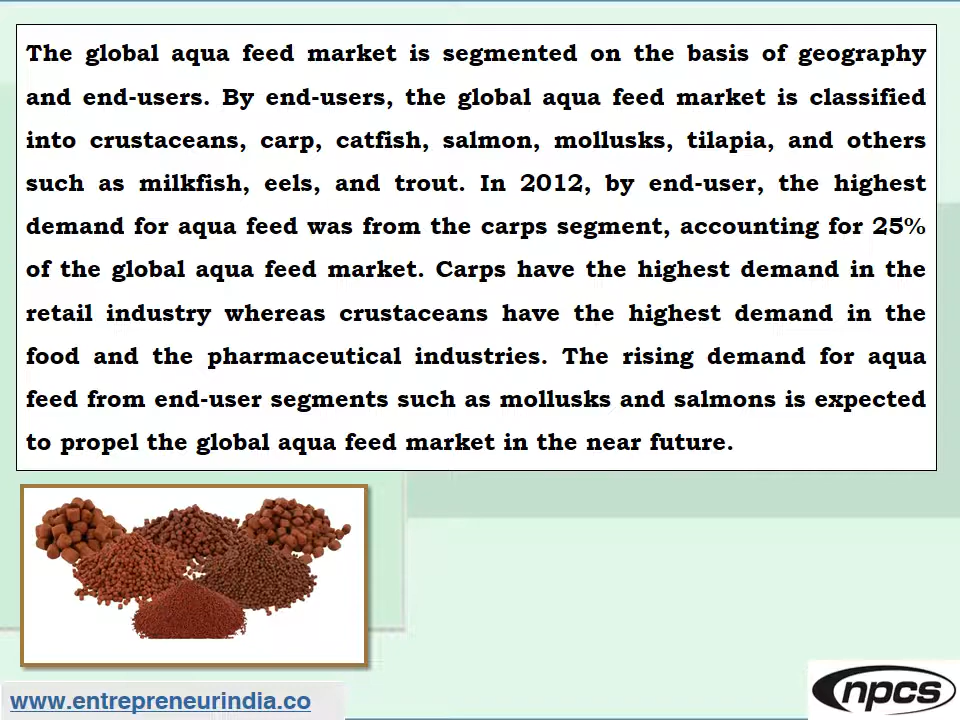 The global aqua feed market is segmented on the basis of geography
and end-users. By end-users, the global aqua feed market is classified
into crustaceans, carp, catfish, salmon, mollusks, tilapia, and others
such as milkfish, eels, and trout. In 2012, by end-user, the highest
demand for aqua feed was from the carps segment, accounting for 25%
of the global aqua feed market. Carps have the highest demand in the
retail industry whereas crustaceans have the highest demand in the
food and the pharmaceutical industries. The rising demand for aqua
feed from end-user segments such as mollusks and salmons is expected
to propel the global aqua feed market in the near future.
www.entrepreneurindia.co
npcs